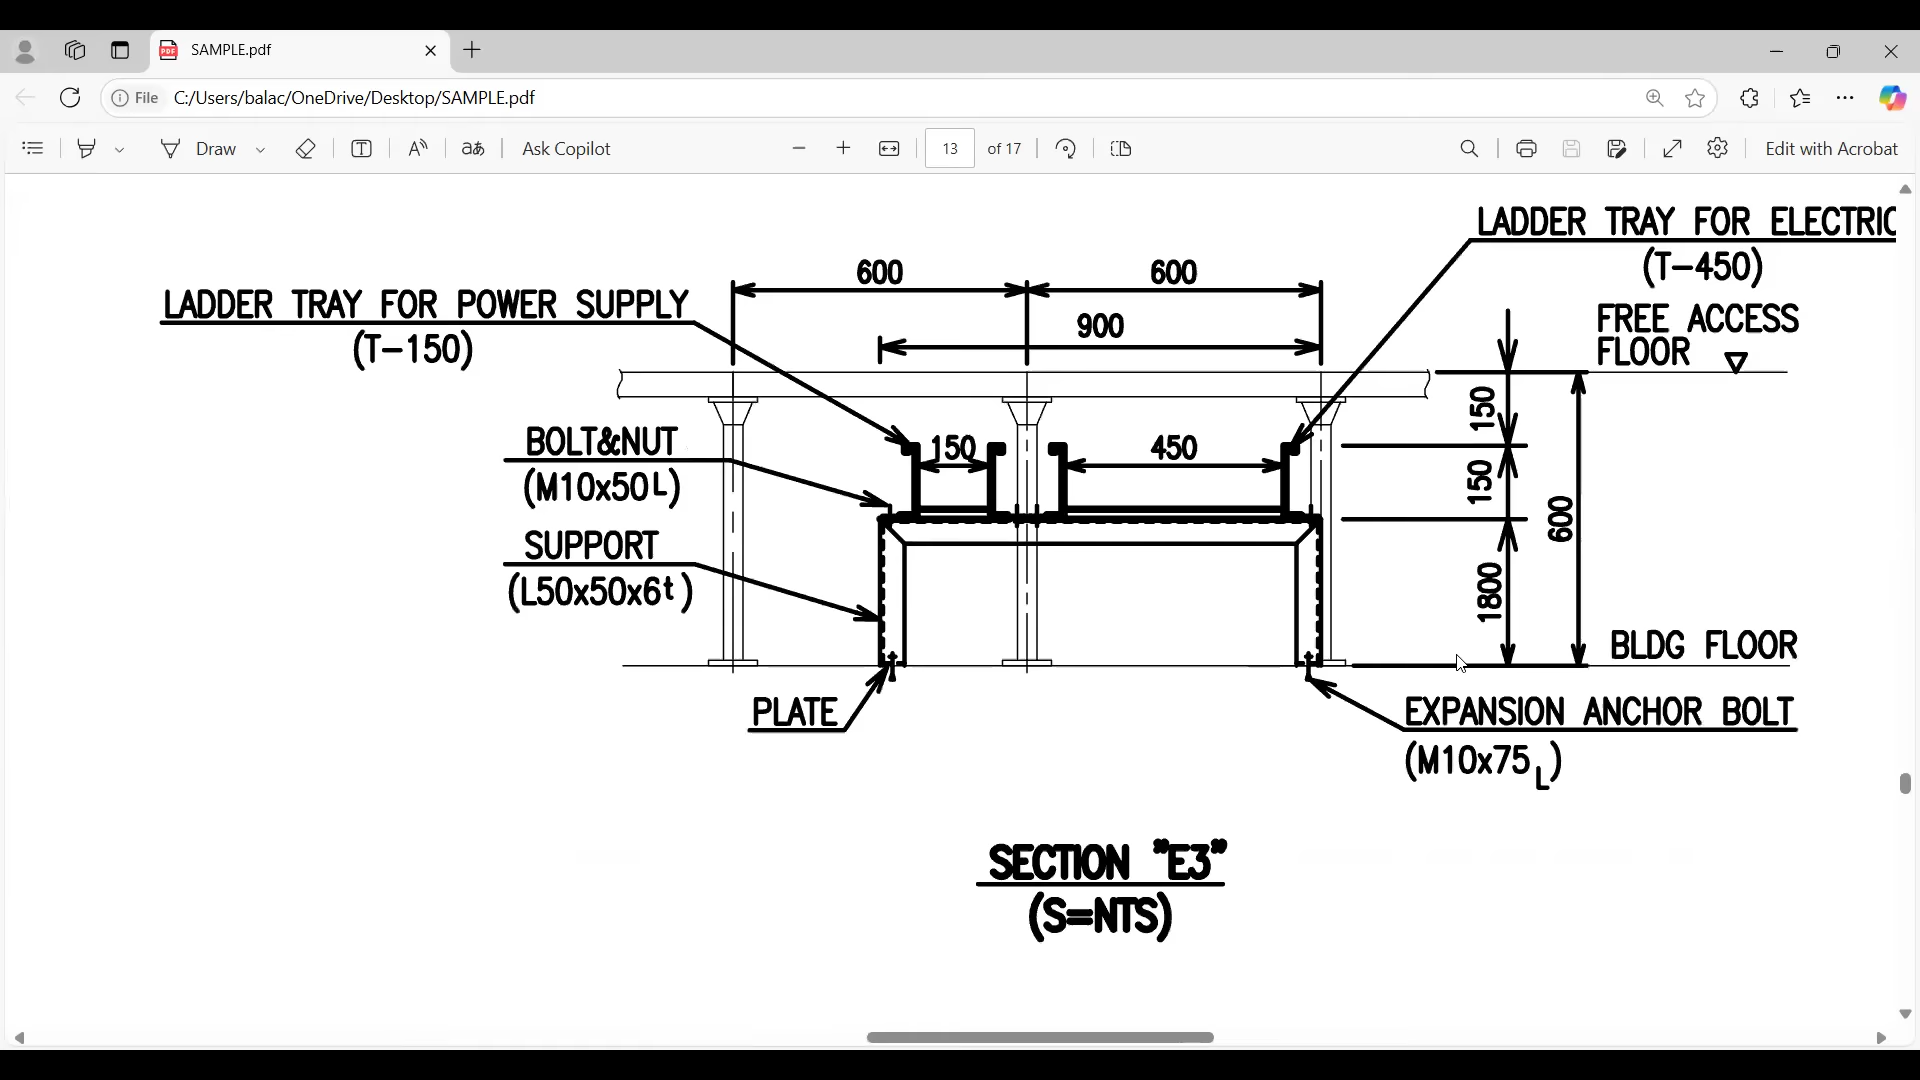 SAMPLE.pdf
File C:/Users/balac/OneDrive/Desktop/SAMPLE.pdf
Draw
Ask Copilot
13 of 17
Edit with Acrobat
LADDER TRAY FOR ELECTRIC
(T-450)
600
600
LADDER TRAY FOR POWER SUPPLY
(T-150)
900
FREE ACCESS
FLOOR
150
BOLT&NUT
(M10x50L)
150
450
150
600
SUPPORT
(L50x50x6t)
1800
BLDG FLOOR
PLATE
EXPANSION ANCHOR BOLT
(M10x75L)
SECTION "E3"
(S=NTS)